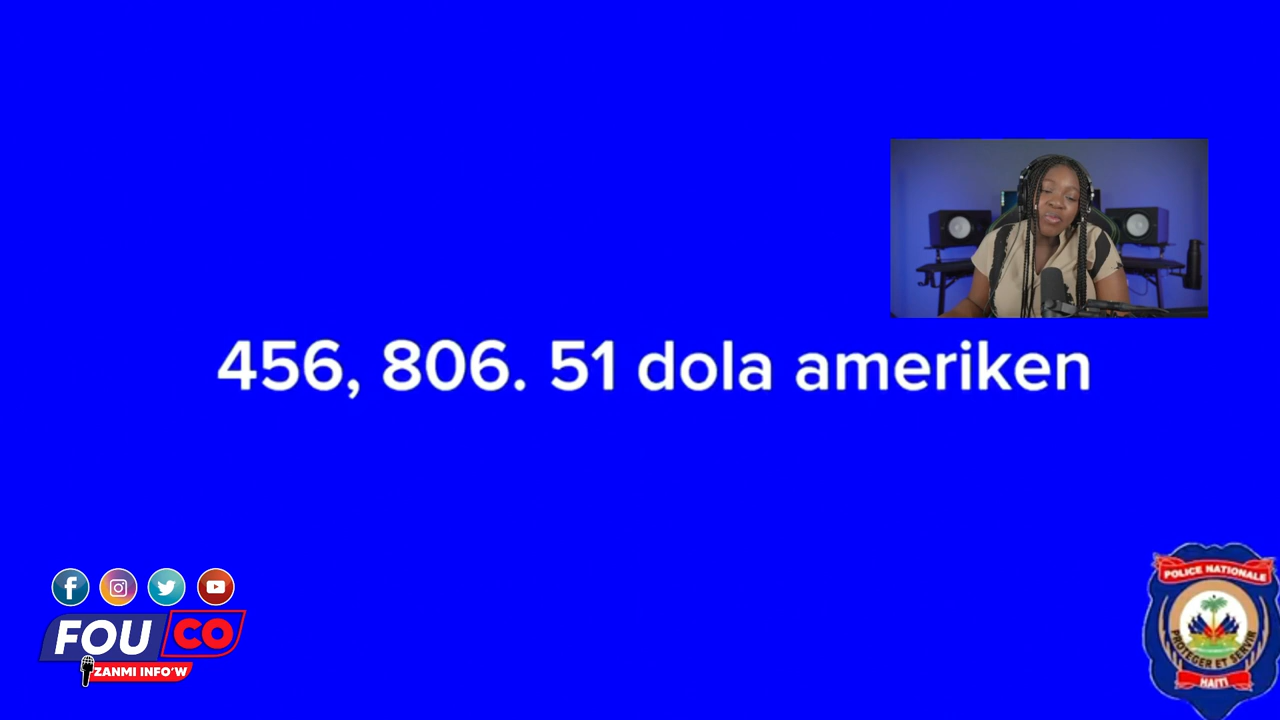 456, 806. 51 dola ameriken
FOU CO
ZANMI INFO'W
POLICE NATIONALE
PROTEGER ET SERVIR
HAITI